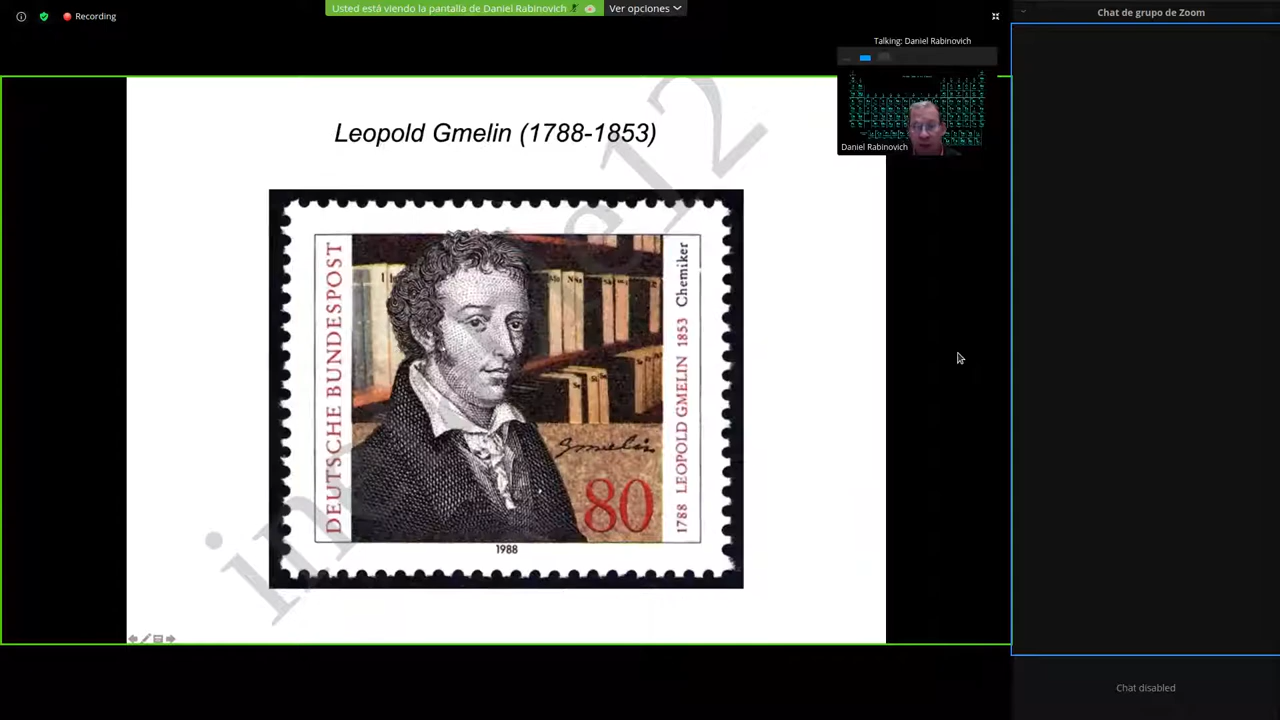 Recording
Usted está viendo la pantalla de Daniel Rabinovich
Ver opciones
Chat de grupo de Zoom
Talking: Daniel Rabinovich
Daniel Rabinovich
Leopold Gmelin (1788-1853)
DEUTSCHE BUNDESPOST
Gmelin
80
1788 LEOPOLD GMELIN 1853 Chemiker
1988
Chat disabled